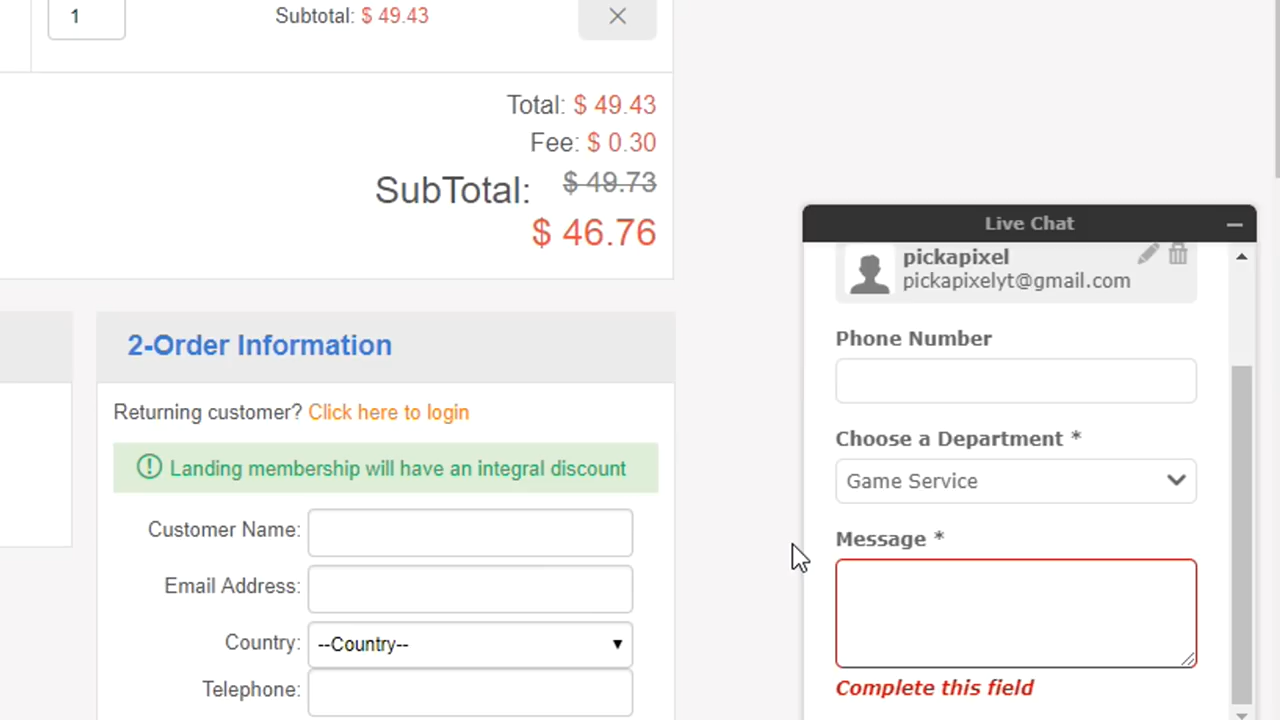 1
Subtotal: $ 49.43
Total: $ 49.43
Fee: $ 0.30
SubTotal: $ 49.73
$ 46.76
2-Order Information
Returning customer? Click here to login
Landing membership will have an integral discount
Customer Name:
Email Address:
Country: --Country--
Telephone:
Live Chat
pickapixel
pickapixelyt@gmail.com
Phone Number
Choose a Department *
Game Service
Message *
Complete this field